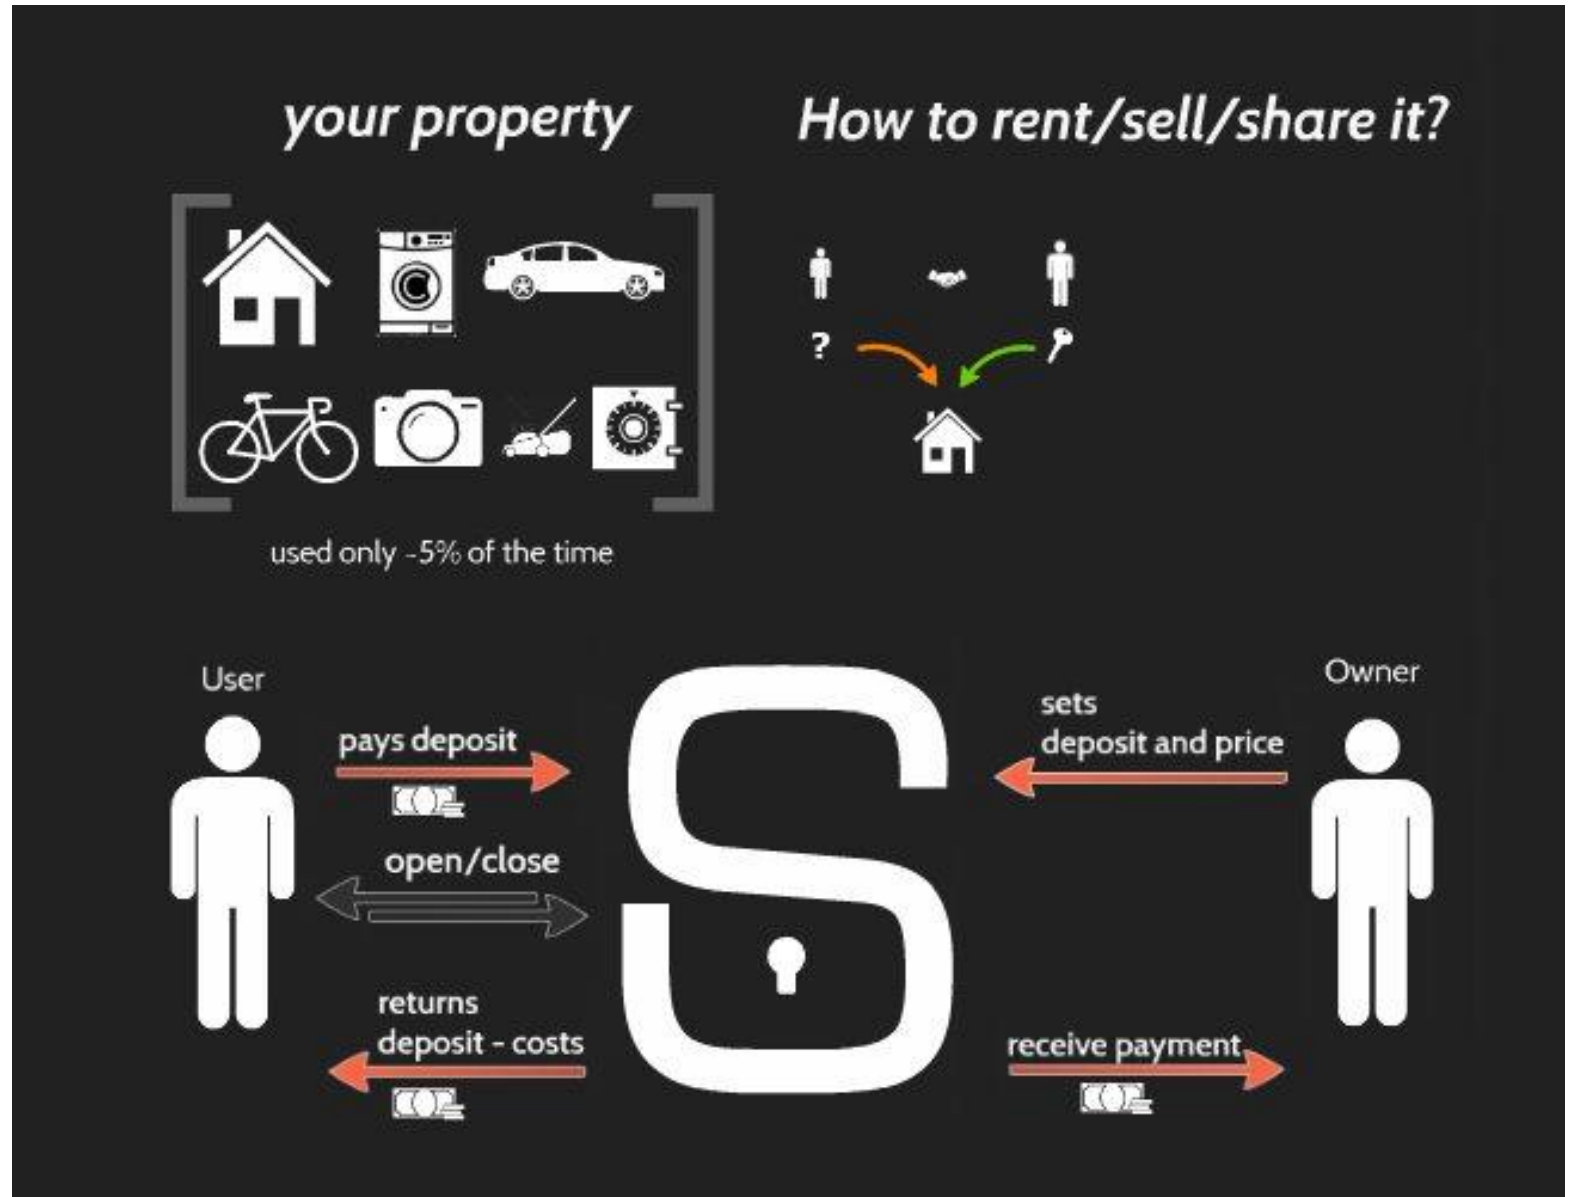 your property
How to rent/sell/share it?
?
used only ~5% of the time
User
Owner
pays deposit
sets
deposit and price
open/close
S
returns
deposit - costs
receive payment